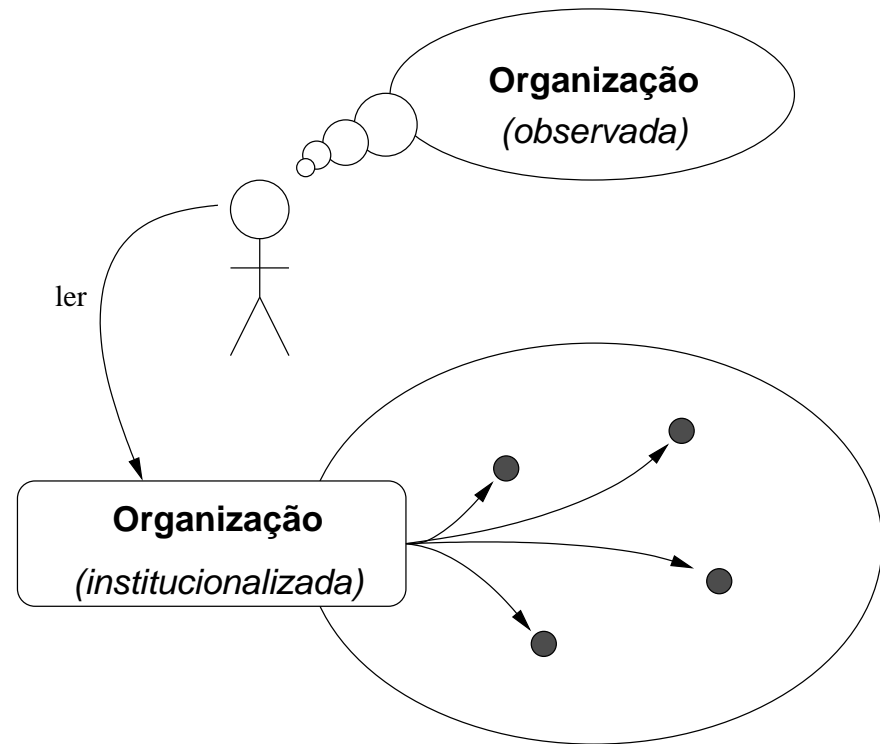 Organização
(observada)
ler
Organização
(institucionalizada)